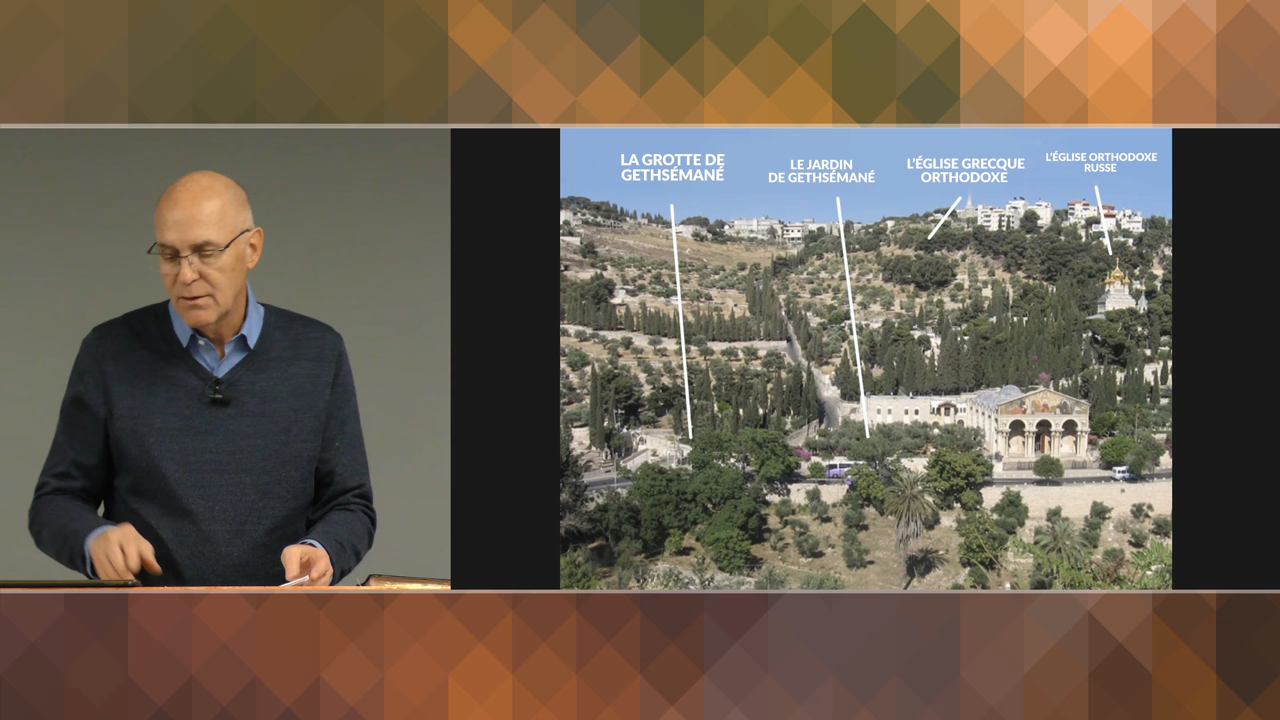 LA GROTTE DE
GETHSÉMANÉ
LE JARDIN
DE GETHSÉMANÉ
L'ÉGLISE GRECQUE
ORTHODOXE
L'ÉGLISE ORTHODOXE
RUSSE